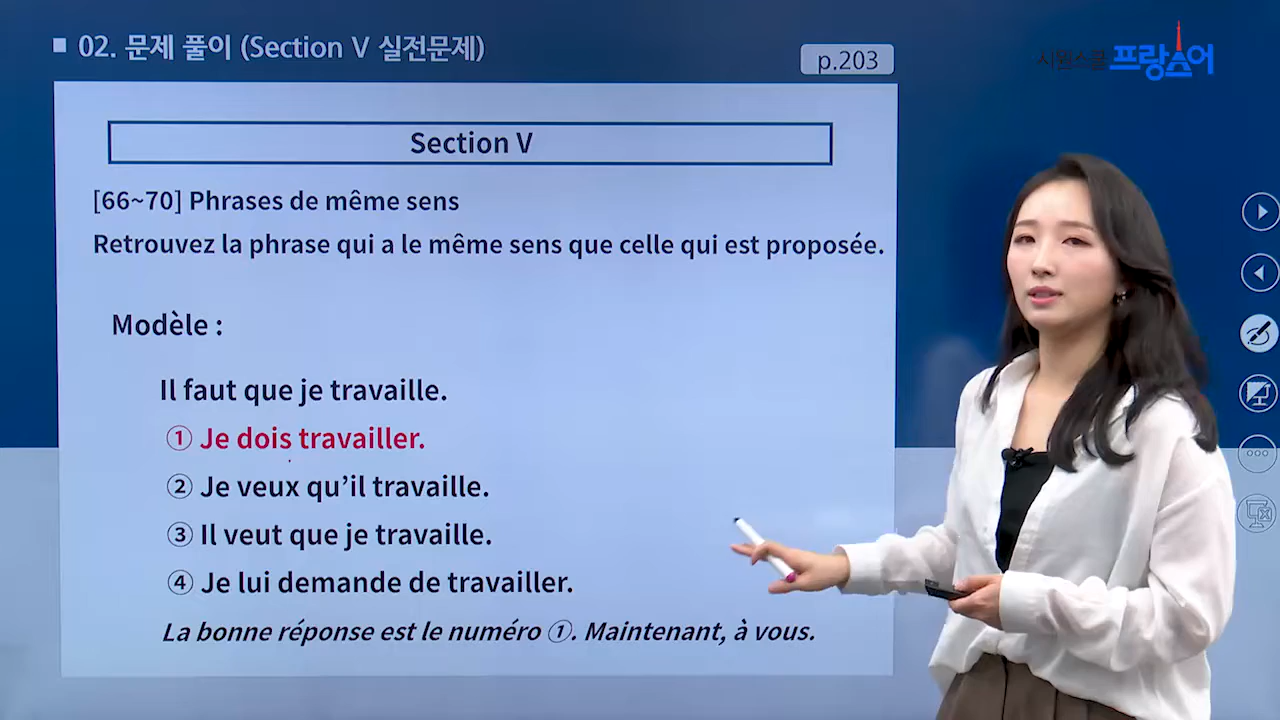 02. 문제 풀이 (Section V 실전문제)
p.203
시원스쿨 프랑스어
Section V
[66~70] Phrases de même sens
Retrouvez la phrase qui a le même sens que celle qui est proposée.
Modèle :
Il faut que je travaille.
① Je dois travailler.
② Je veux qu’il travaille.
③ Il veut que je travaille.
④ Je lui demande de travailler.
La bonne réponse est le numéro ①. Maintenant, à vous.